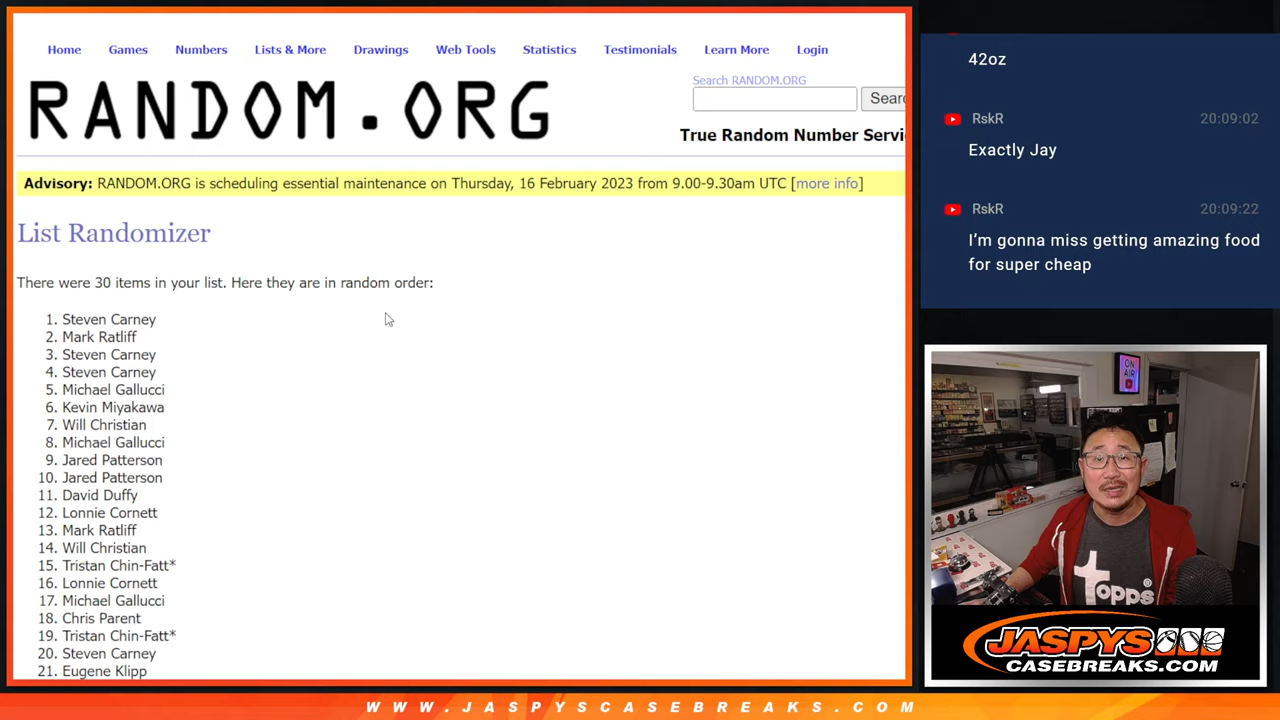 Home Games Numbers Lists & More Drawings Web Tools Statistics Testimonials Learn More Login
RANDOM.ORG
Search RANDOM.ORG
True Random Number Servi
Advisory: RANDOM.ORG is scheduling essential maintenance on Thursday, 16 February 2023 from 9.00-9.30am UTC [more info]
List Randomizer
There were 30 items in your list. Here they are in random order:
1. Steven Carney
2. Mark Ratliff
3. Steven Carney
4. Steven Carney
5. Michael Gallucci
6. Kevin Miyakawa
7. Will Christian
8. Michael Gallucci
9. Jared Patterson
10. Jared Patterson
11. David Duffy
12. Lonnie Cornett
13. Mark Ratliff
14. Will Christian
15. Tristan Chin-Fatt*
16. Lonnie Cornett
17. Michael Gallucci
18. Chris Parent
19. Tristan Chin-Fatt*
20. Steven Carney
21. Eugene Klipp
42oz
RskR 20:09:02
Exactly Jay
RskR 20:09:22
I'm gonna miss getting amazing food
for super cheap
ON
AIR
topps
JASPYS
CASEBREAKS.COM
WWW.JASPYSCASEBREAKS.COM